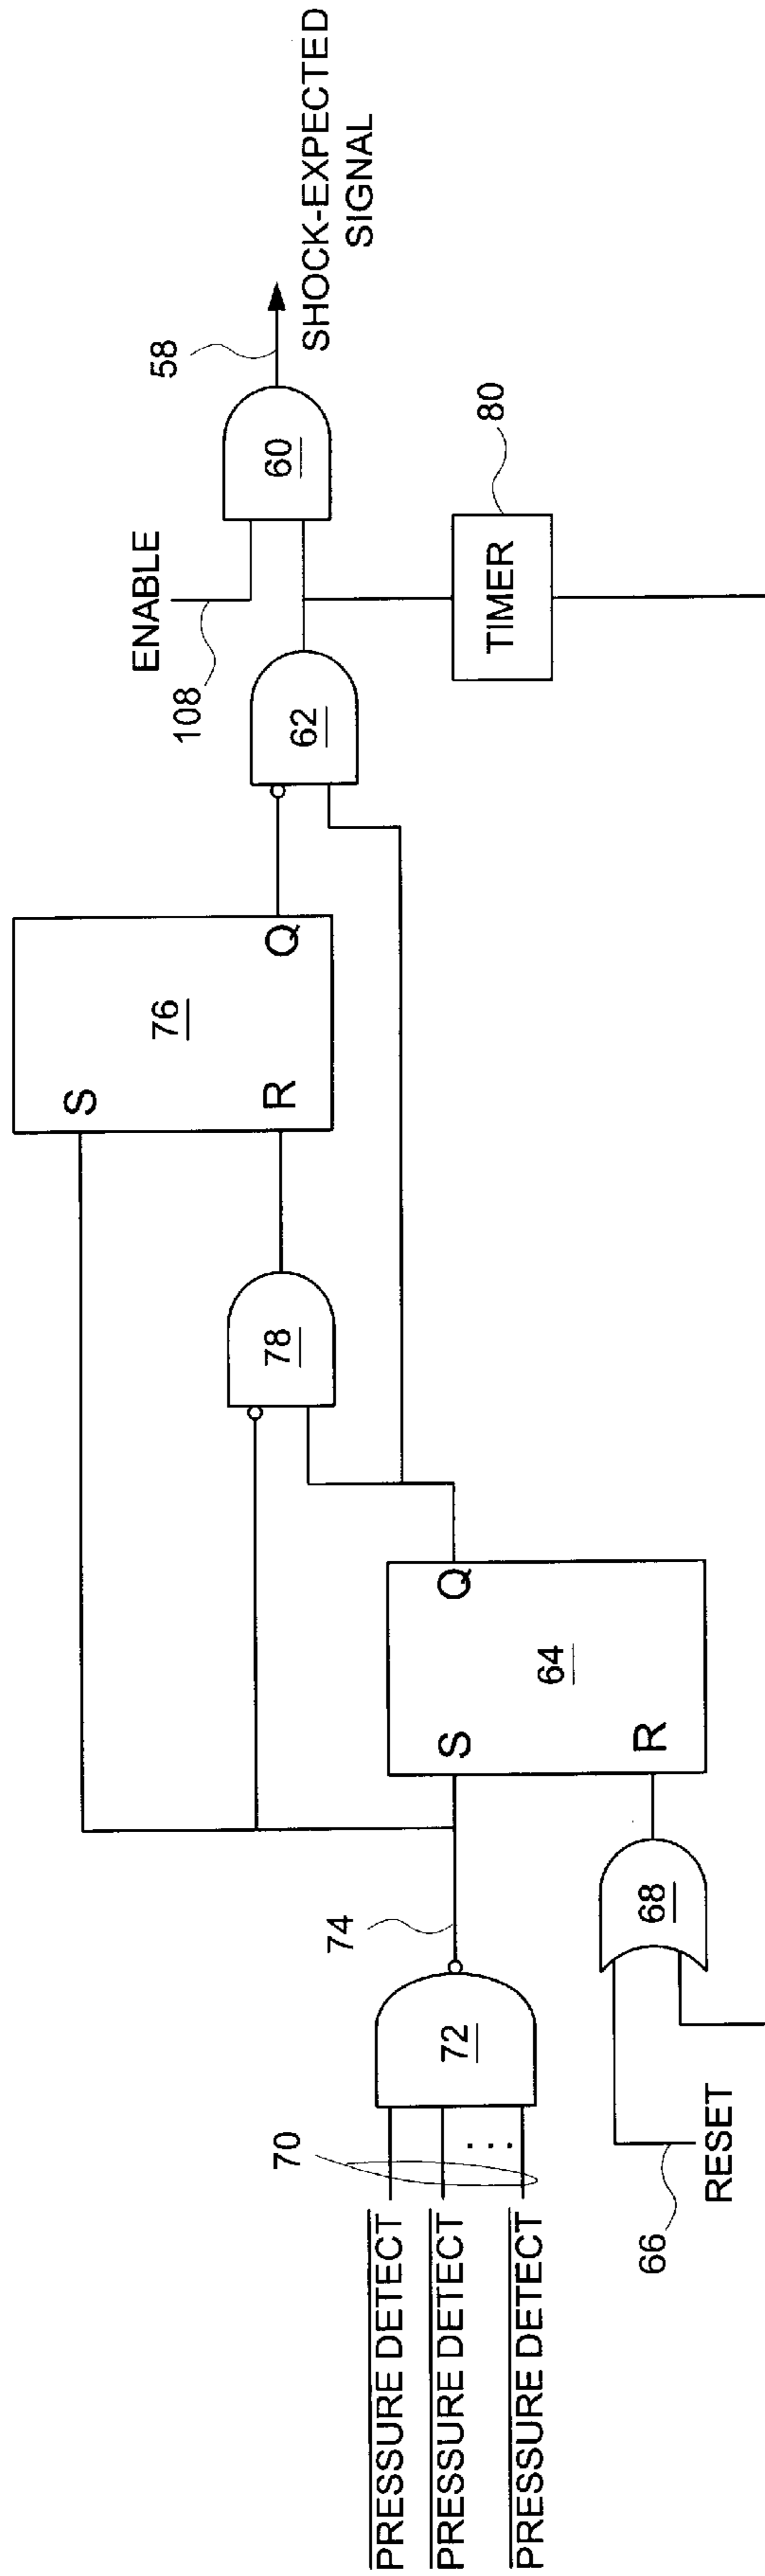 ENABLE
108
58
SHOCK-EXPECTED
SIGNAL
60
62
TIMER
80
S
R
Q
76
78
S
R
Q
64
74
72
70
. . .
PRESSURE DETECT
PRESSURE DETECT
PRESSURE DETECT
68
66
RESET